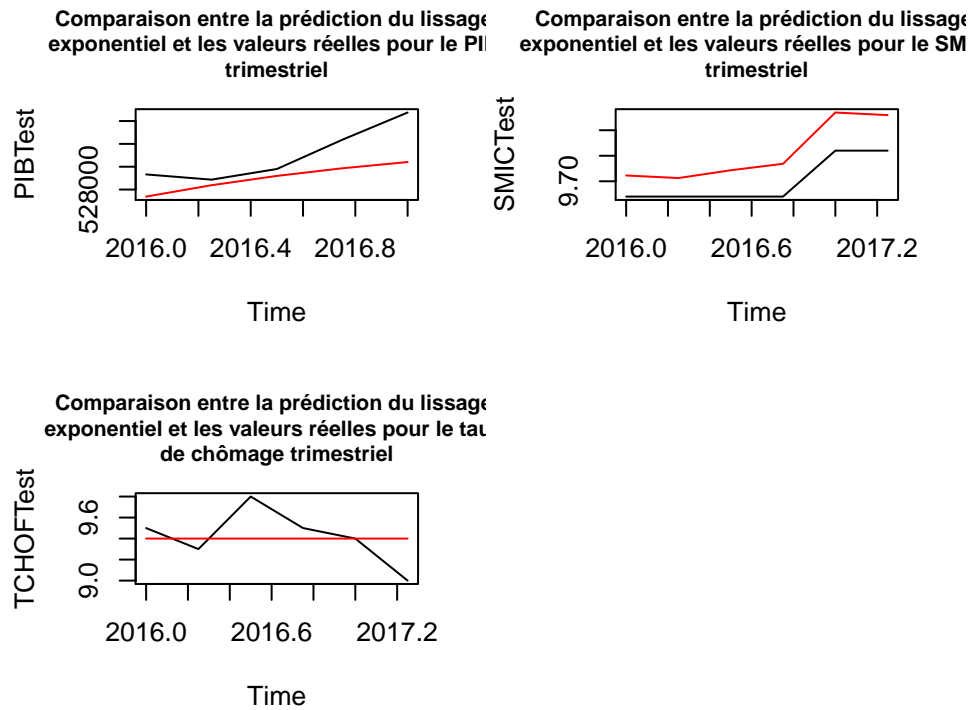 Comparaison entre la prédiction du lissage
exponentiel et les valeurs réelles pour le PI
trimestriel
PIBTest
528000
2016.0 2016.4 2016.8
Time
Comparaison entre la prédiction du lissage
exponentiel et les valeurs réelles pour le SM
trimestriel
SMICTest
9.70
2016.0 2016.6 2017.2
Time
Comparaison entre la prédiction du lissage
exponentiel et les valeurs réelles pour le tau
de chômage trimestriel
TCHOFTest
9.6
9.0
2016.0 2016.6 2017.2
Time